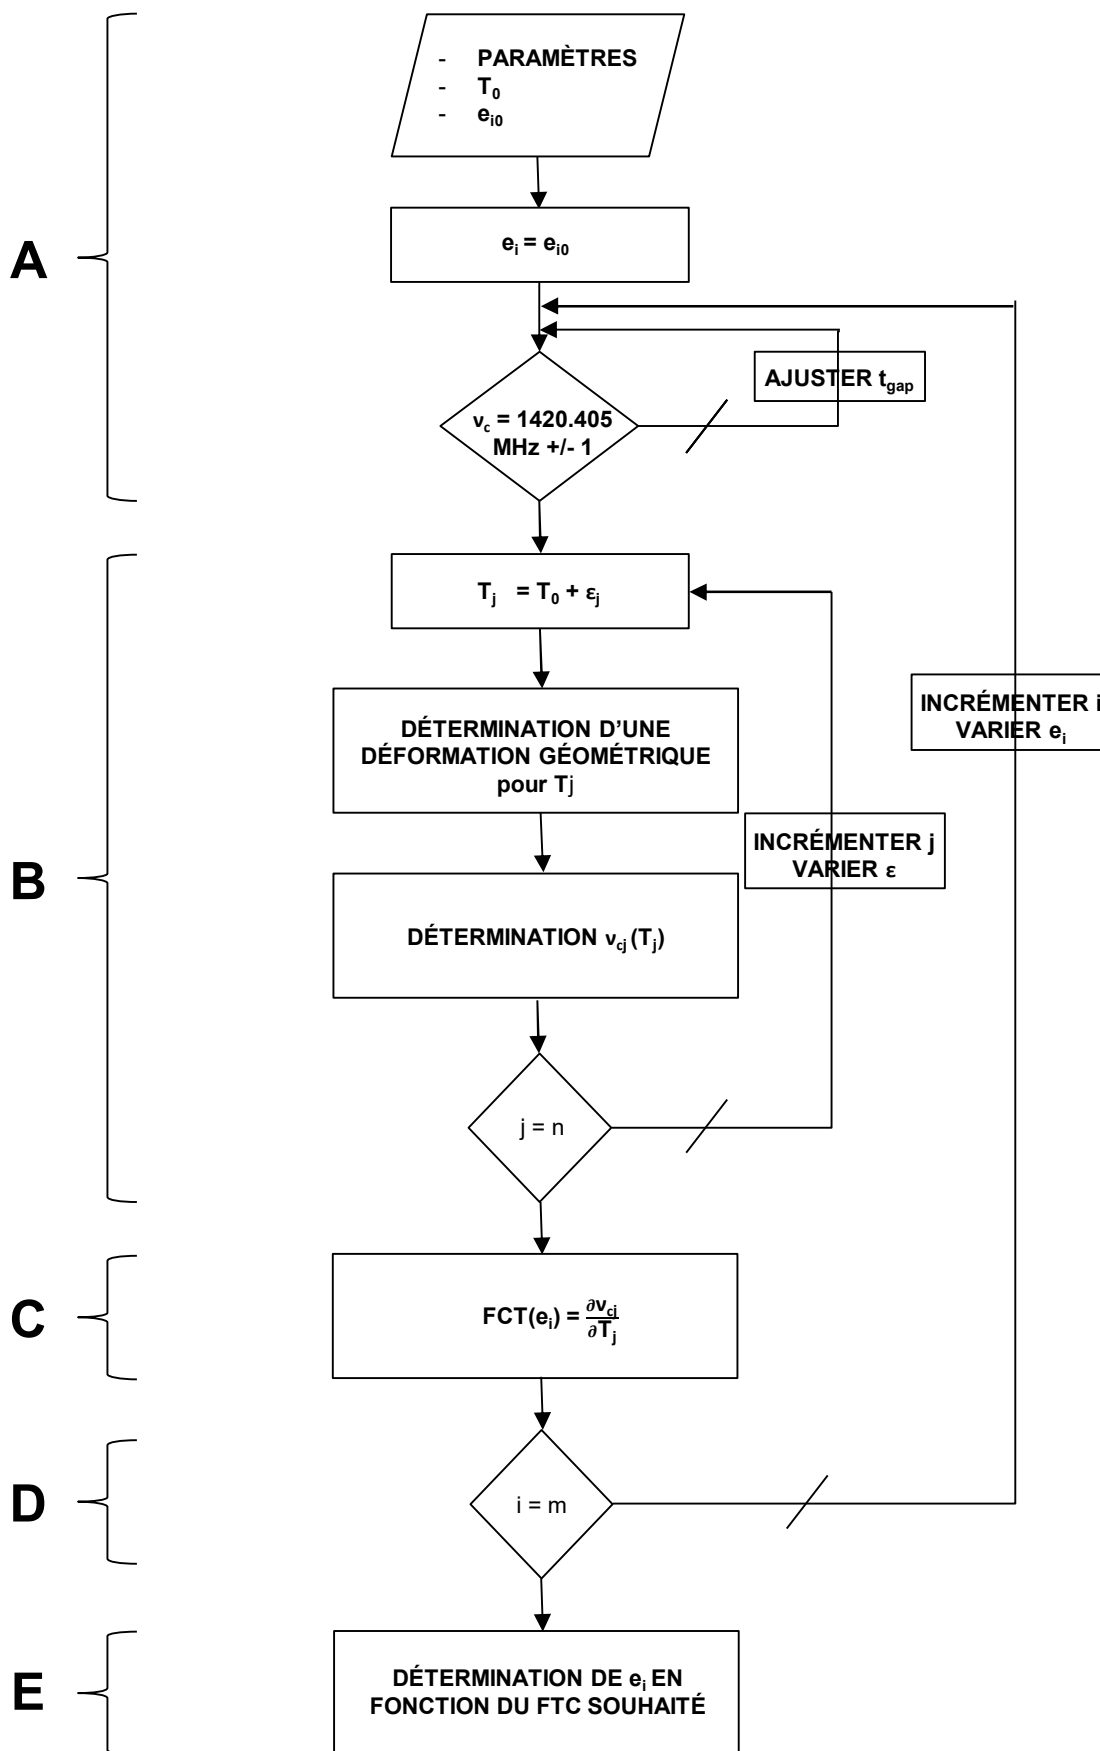 - PARAMÈTRES
- T0
- ei0
A
ei = ei0
AJUSTER tgap
νc = 1420.405
MHz +/- 1
Tj = T0 + εj
DÉTERMINATION D'UNE
DÉFORMATION GÉOMÉTRIQUE
pour Tj
INCRÉMENTER i
VARIER ei
INCRÉMENTER j
VARIER ε
B
DÉTERMINATION νcj (Tj)
j = n
C
FCT(ei) = ∂νcj / ∂Tj
D
i = m
E
DÉTERMINATION DE ei EN
FONCTION DU FTC SOUHAITÉ